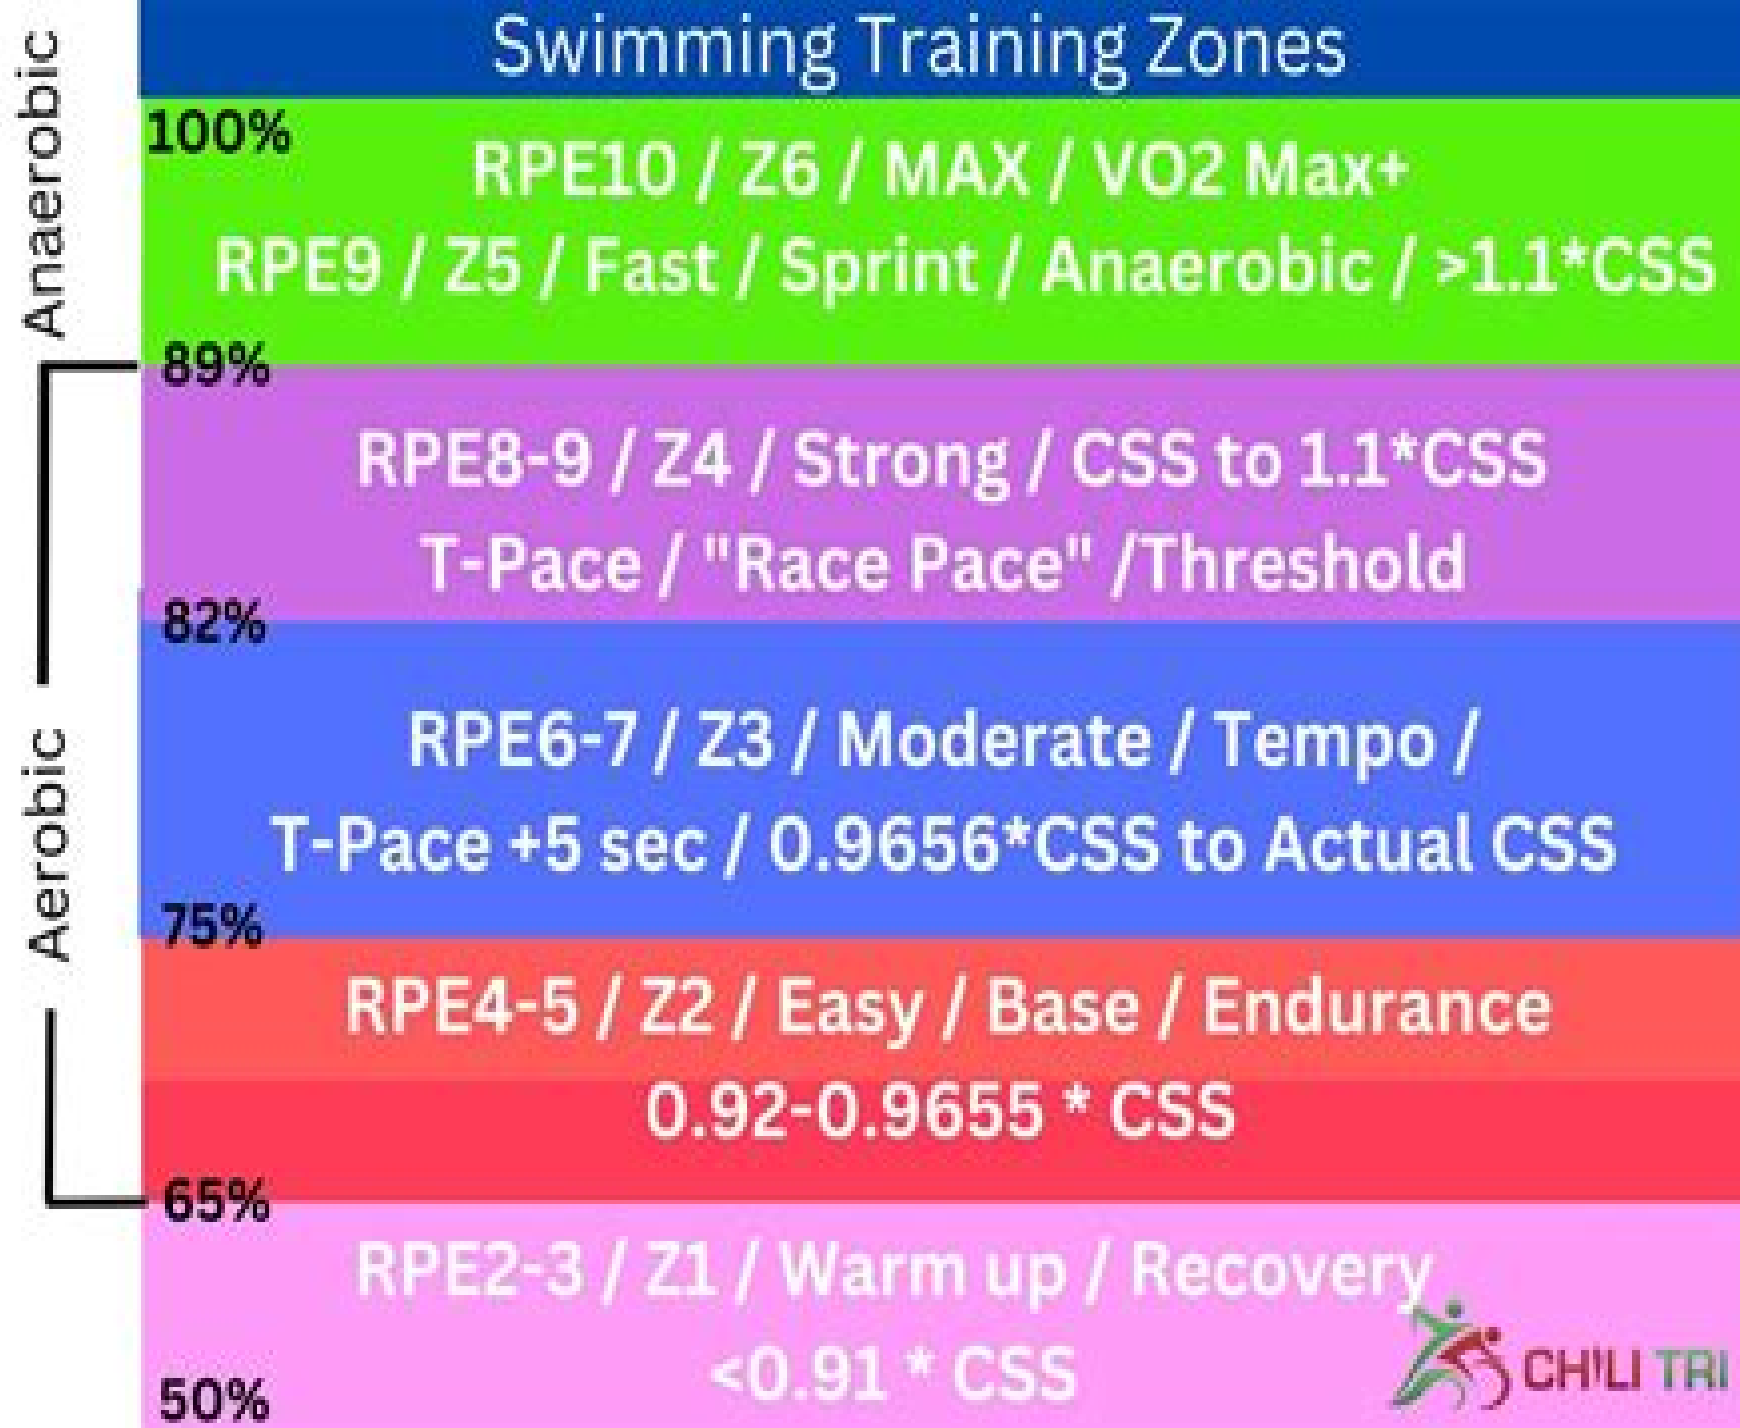 Swimming Training Zones
Anaerobic
100%
RPE10 / Z6 / MAX / VO2 Max+
RPE9 / Z5 / Fast / Sprint / Anaerobic / >1.1*CSS
89%
RPE8-9 / Z4 / Strong / CSS to 1.1*CSS
T-Pace / "Race Pace" /Threshold
82%
Aerobic
RPE6-7 / Z3 / Moderate / Tempo /
T-Pace +5 sec / 0.9656*CSS to Actual CSS
75%
RPE4-5 / Z2 / Easy / Base / Endurance
0.92-0.9655 * CSS
65%
RPE2-3 / Z1 / Warm up / Recovery
<0.91 * CSS
50%
CHILI TRI